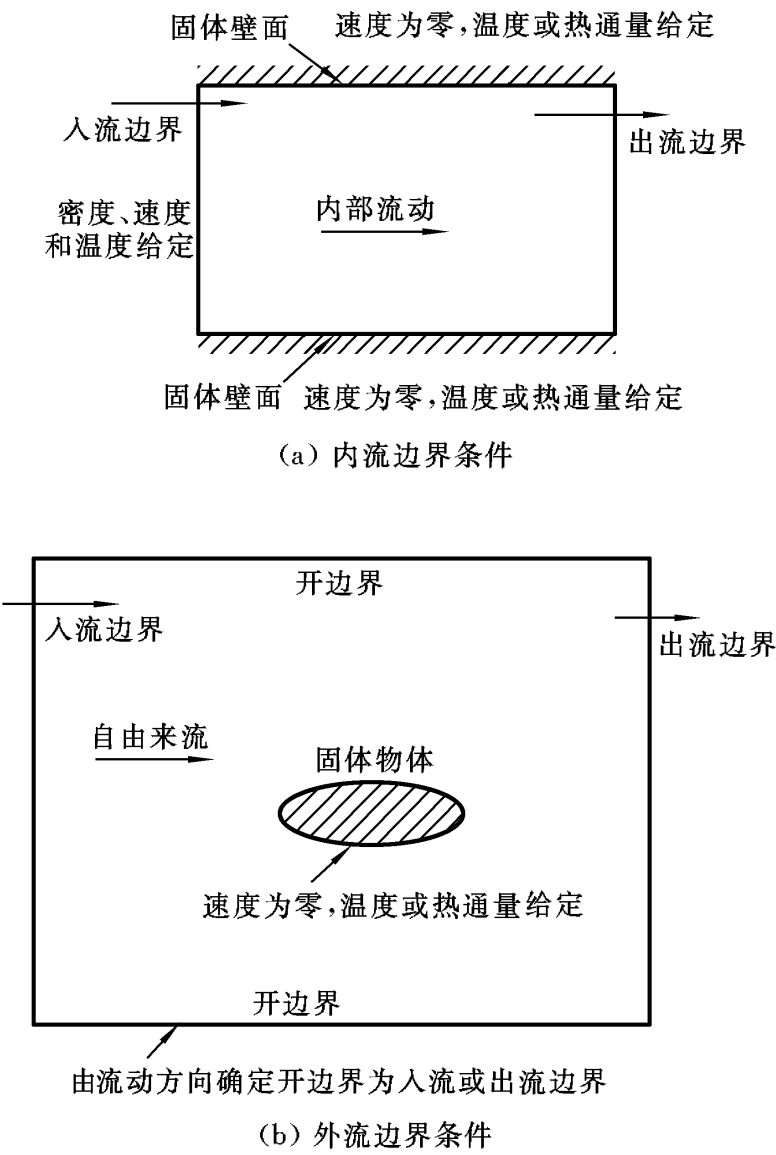 固体壁面 速度为零,温度或热通量给定
入流边界
出流边界
密度、速度
和温度给定
内部流动
固体壁面 速度为零,温度或热通量给定
(a) 内流边界条件
开边界
入流边界
出流边界
自由来流
固体物体
速度为零,温度或热通量给定
开边界
由流动方向确定开边界为入流或出流边界
(b) 外流边界条件